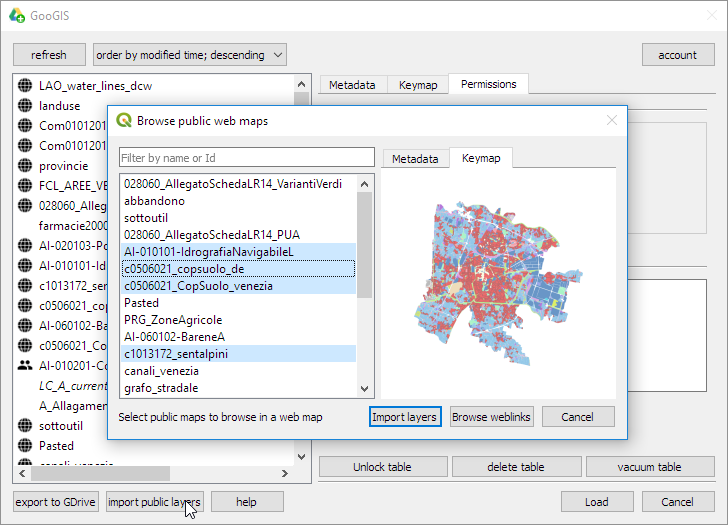 GooGIS
refresh
order by modified time; descending
account
LAO_water_lines_dcw
landuse
Com0101201
Com0101201
provincie
FCL_AREE_VE
028060_Allega
farmacie2000
AI-020103-Po
AI-010101-Id
c1013172_sent
c0506021_cop
AI-060102-Ba
c0506021_Co
AI-010201-Co
LC_A_current
A_Allagamen
sottoutil
Pasted
canali_venezia
Metadata
Keymap
Permissions
Browse public web maps
Filter by name or Id
028060_AllegatoSchedaLR14_VariantiVerdi
abbandono
sottoutil
028060_AllegatoSchedaLR14_PUA
AI-010101-IdrografiaNavigabileL
c0506021_copsuolo_de
c0506021_CopSuolo_venezia
Pasted
PRG_ZoneAgricole
AI-060102-BareneA
c1013172_sentalpini
canali_venezia
grafo_stradale
Metadata
Keymap
Select public maps to browse in a web map
Import layers
Browse weblinks
Cancel
Unlock table
delete table
vacuum table
export to GDrive
import public layers
help
Load
Cancel